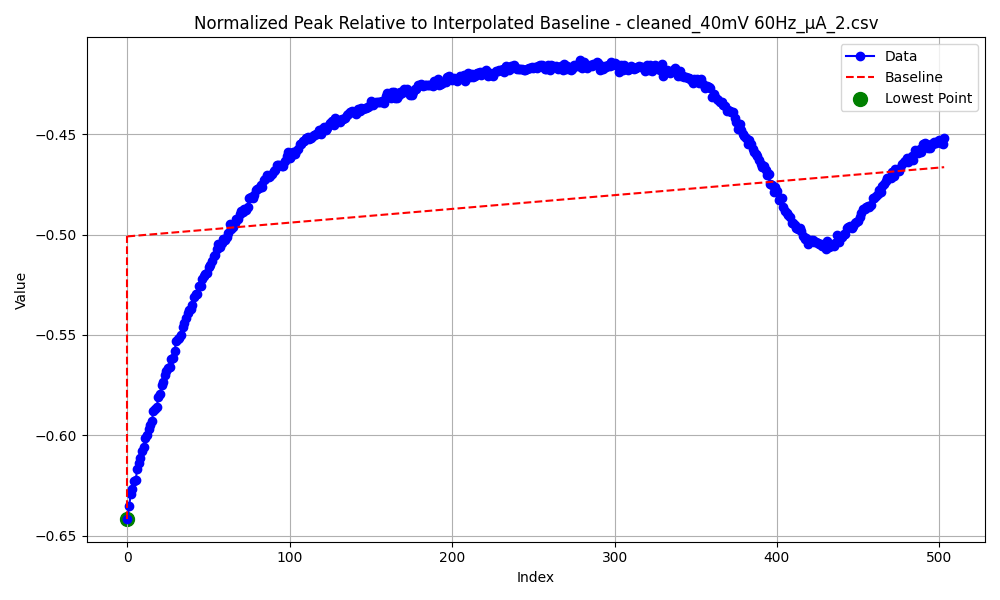 Normalized Peak Relative to Interpolated Baseline - cleaned_40mV 60Hz_μA_2.csv
Data
Baseline
Lowest Point
Value
−0.45
−0.50
−0.55
−0.60
−0.65
0 100 200 300 400 500
Index